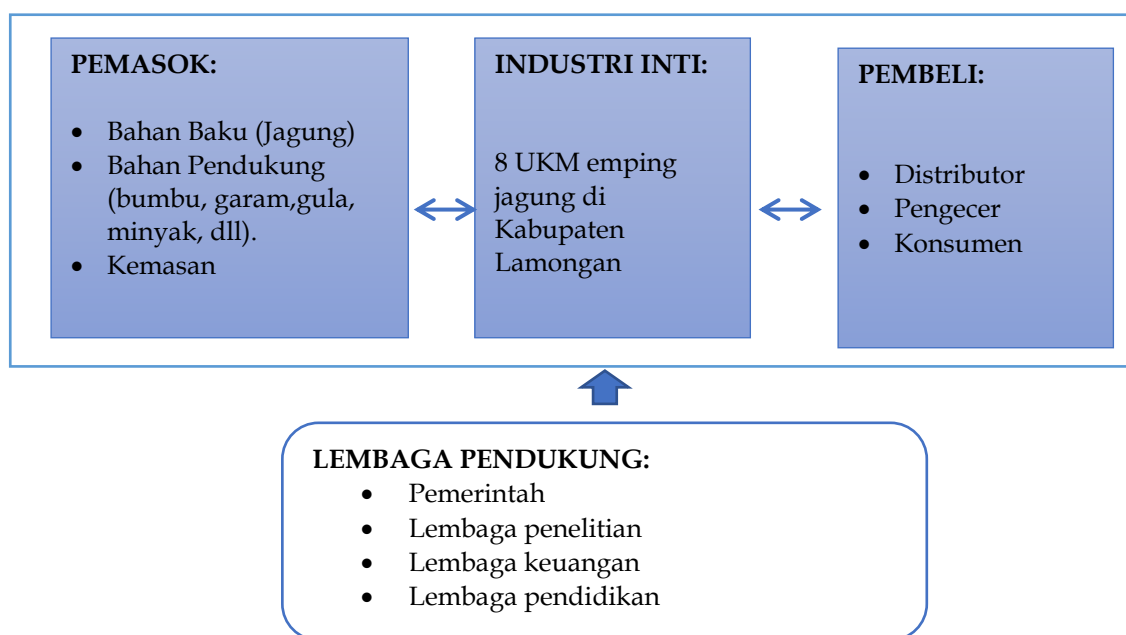 PEMASOK:
• Bahan Baku (Jagung)
• Bahan Pendukung
(bumbu, garam,gula,
minyak, dll).
• Kemasan
INDUSTRI INTI:
8 UKM emping
jagung di
Kabupaten
Lamongan
PEMBELI:
• Distributor
• Pengecer
• Konsumen
LEMBAGA PENDUKUNG:
• Pemerintah
• Lembaga penelitian
• Lembaga keuangan
• Lembaga pendidikan